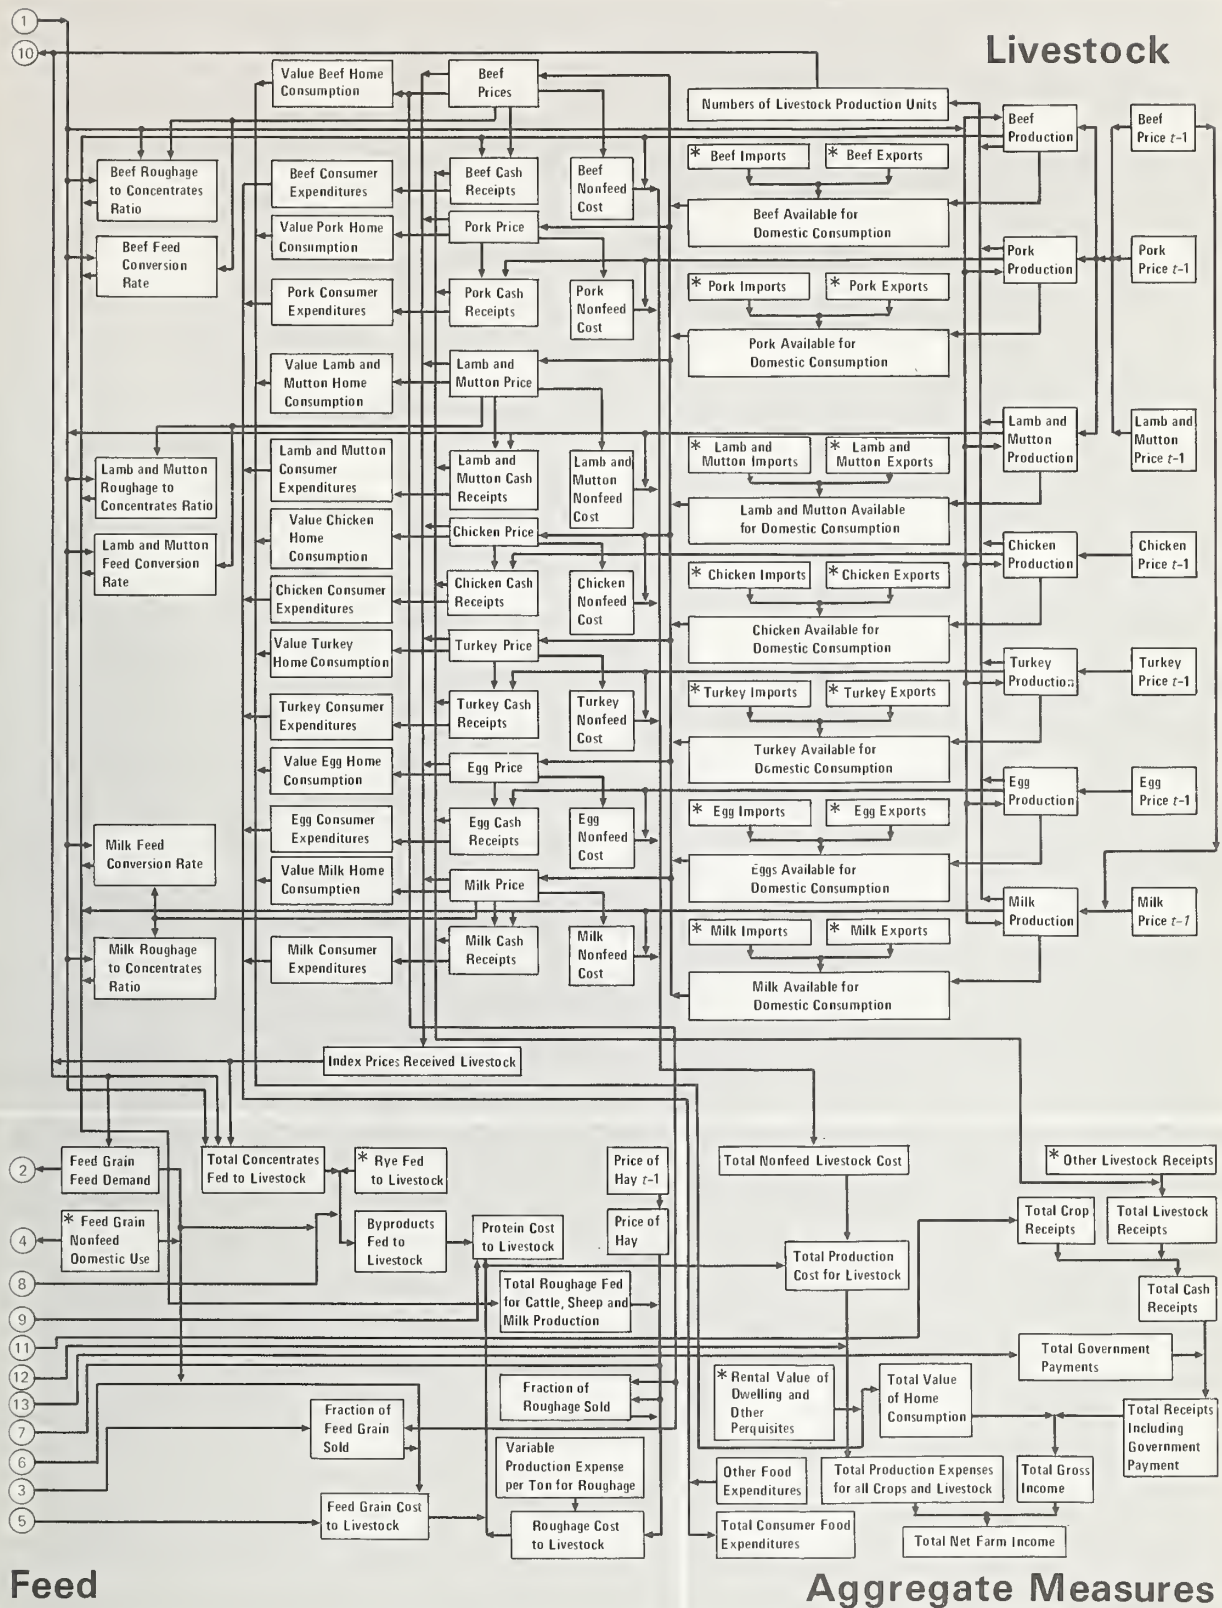 1
10
Livestock
Value Beef Home
Consumption
Beef
Prices
Numbers of Livestock Production Units
Beef
Production
Beef
Price t-1
* Beef Imports
* Beef Exports
Beef Roughage
to Concentrates
Ratio
Beef Consumer
Expenditures
Beef Cash
Receipts
Beef
Nonfeed
Cost
Beef Available for
Domestic Consumption
Value Pork Home
Consumption
Pork Price
Beef Feed
Conversion
Rate
Pork
Production
Pork
Price t-1
Pork Consumer
Expenditures
Pork Cash
Receipts
Pork
Nonfeed
Cost
* Pork Imports
* Pork Exports
Pork Available for
Domestic Consumption
Value Lamb and
Mutton Home
Consumption
Lamb and
Mutton Price
Lamb and
Mutton
Production
Lamb and
Mutton
Price t-1
Lamb and Mutton
Roughage to
Concentrates Ratio
Lamb and Mutton
Consumer
Expenditures
Lamb and
Mutton Cash
Receipts
Lamb and
Mutton
Nonfeed
Cost
* Lamb and
Mutton Imports
* Lamb and
Mutton Exports
Lamb and Mutton Available
for Domestic Consumption
Value Chicken
Home
Consumption
Chicken Price
Lamb and Mutton
Feed Conversion
Rate
Chicken
Production
Chicken
Price t-1
Chicken Consumer
Expenditures
Chicken Cash
Receipts
Chicken
Nonfeed
Cost
* Chicken Imports
* Chicken Exports
Chicken Available for
Domestic Consumption
Value Turkey
Home Consumption
Turkey Price
Turkey
Production
Turkey
Price t-1
Turkey Consumer
Expenditures
Turkey Cash
Receipts
Turkey
Nonfeed
Cost
* Turkey Imports
* Turkey Exports
Turkey Available for
Domestic Consumption
Value Egg Home
Consumption
Egg Price
Egg
Production
Egg
Price t-1
Egg Consumer
Expenditures
Egg Cash
Receipts
Egg
Nonfeed
Cost
* Egg Imports
* Egg Exports
Eggs Available for
Domestic Consumption
Milk Feed
Conversion Rate
Value Milk Home
Consumption
Milk Price
Milk
Production
Milk
Price t-1
Milk Roughage
to Concentrates
Ratio
Milk Consumer
Expenditures
Milk Cash
Receipts
Milk
Nonfeed
Cost
* Milk Imports
* Milk Exports
Milk Available for
Domestic Consumption
Index Prices Received Livestock
2
Feed Grain
Feed Demand
Total Concentrates
Fed to Livestock
* Rye Fed
to Livestock
Price of
Hay t-1
Total Nonfeed Livestock Cost
* Other Livestock Receipts
4
* Feed Grain
Nonfeed
Domestic Use
Byproducts
Fed to
Livestock
Protein Cost
to Livestock
Price of
Hay
Total Crop
Receipts
Total Livestock
Receipts
Total Production
Cost for Livestock
8
Total Roughage Fed
for Cattle, Sheep and
Milk Production
Total Cash
Receipts
9
11
12
13
Total Government
Payments
Fraction of
Roughage Sold
* Rental Value of
Dwelling and
Other
Perquisites
Total Value
of Home
Consumption
Total Receipts
Including
Government
Payment
7
Fraction of
Feed Grain
Sold
6
Variable
Production Expense
per Ton for Roughage
Other Food
Expenditures
Total Production Expenses
for all Crops and Livestock
Total Gross
Income
3
5
Feed Grain Cost
to Livestock
Roughage Cost
to Livestock
Total Consumer Food
Expenditures
Total Net Farm Income
Feed
Aggregate Measures